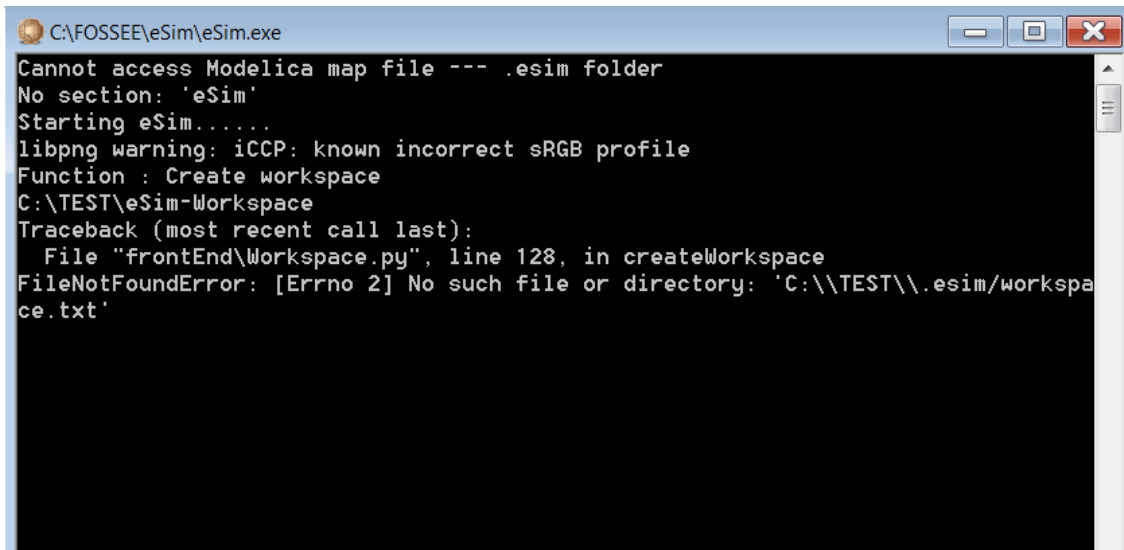 C:\FOSSEE\eSim\eSim.exe
Cannot access Modelica map file --- .esim folder
No section: 'eSim'
Starting eSim......
libpng warning: iCCP: known incorrect sRGB profile
Function : Create workspace
C:\TEST\eSim-Workspace
Traceback (most recent call last):
  File "frontEnd\Workspace.py", line 128, in createWorkspace
FileNotFoundError: [Errno 2] No such file or directory: 'C:\\TEST\\.esim/workspa
ce.txt'